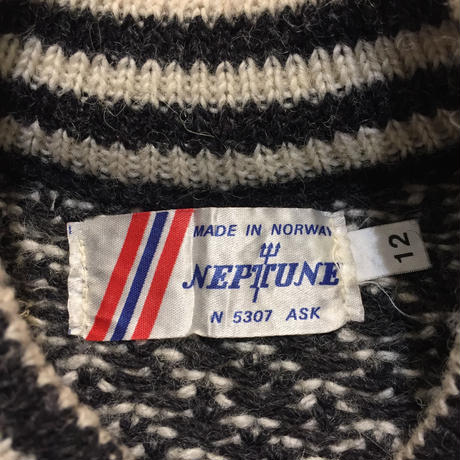 MADE IN NORWAY
NEPTUNE
N 5307 ASK
12